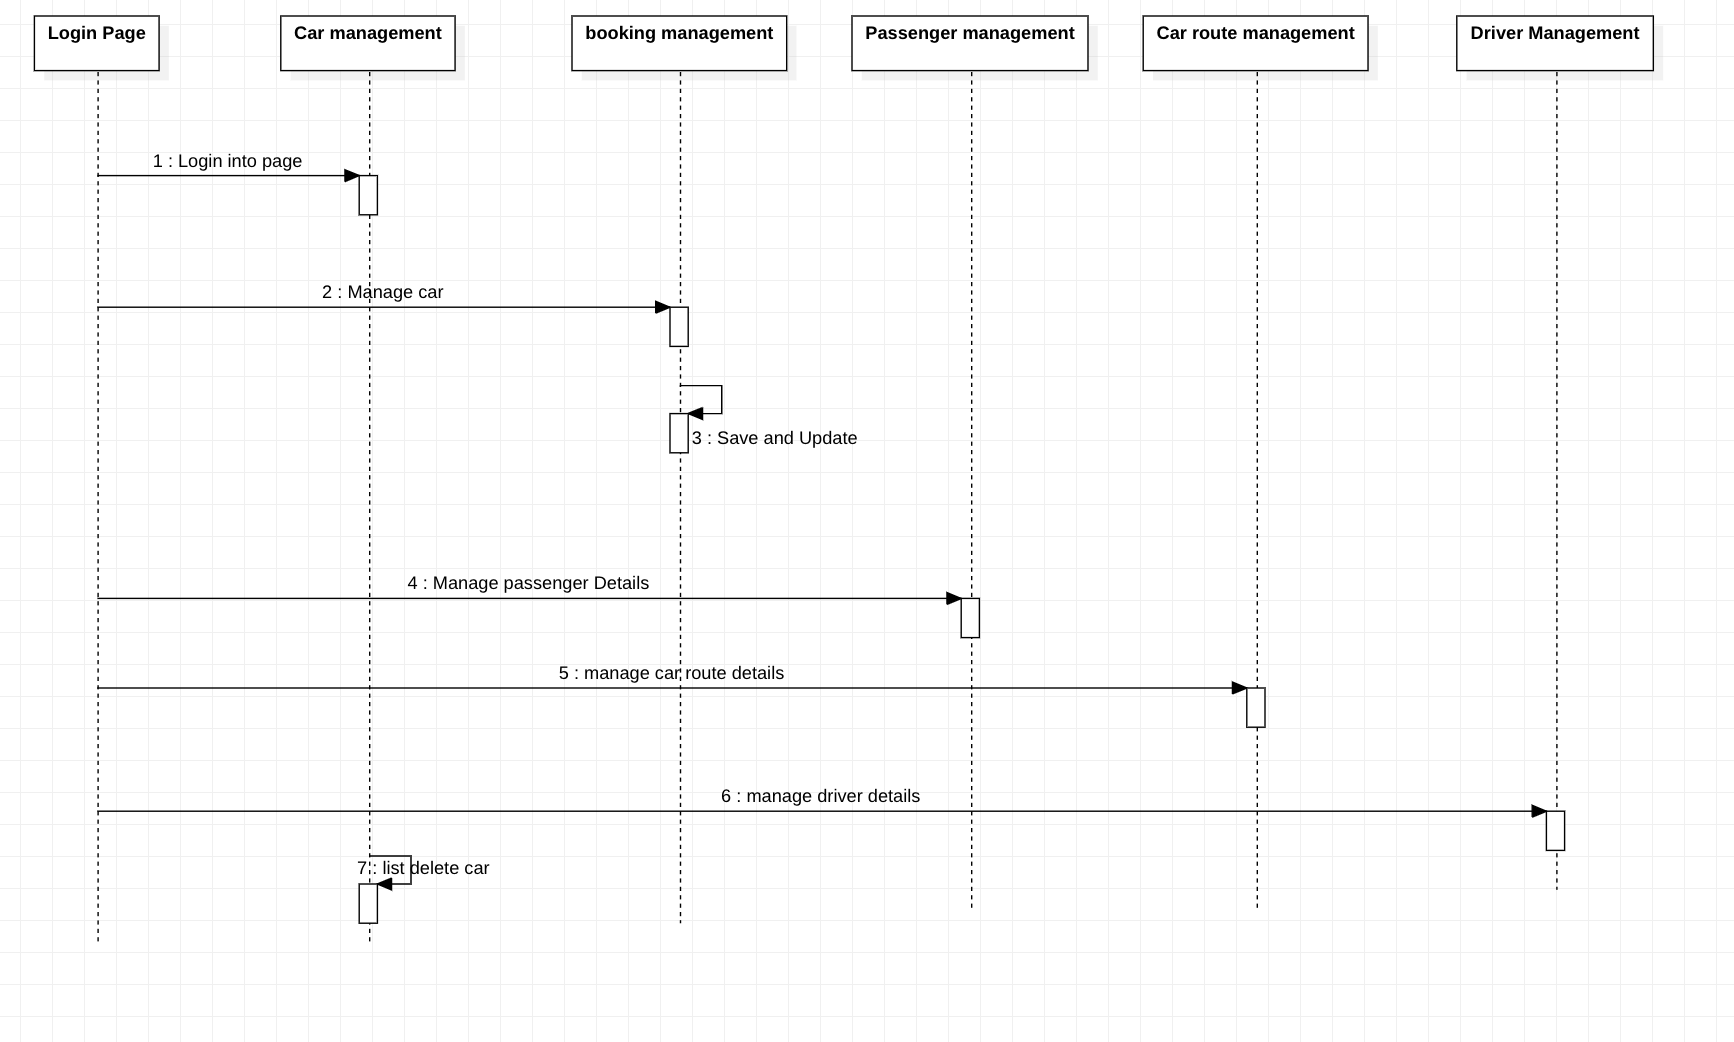 Login Page
Car management
booking management
Passenger management
Car route management
Driver Management
1 : Login into page
2 : Manage car
3 : Save and Update
4 : Manage passenger Details
5 : manage car route details
6 : manage driver details
7 : list delete car